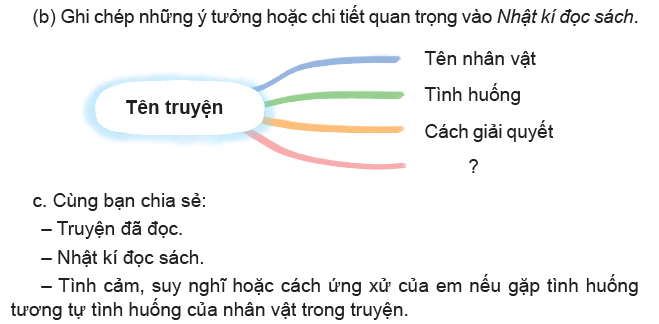 (b) Ghi chép những ý tưởng hoặc chi tiết quan trọng vào Nhật kí đọc sách.
Tên truyện
Tên nhân vật
Tình huống
Cách giải quyết
?
c. Cùng bạn chia sẻ:
– Truyện đã đọc.
– Nhật kí đọc sách.
– Tình cảm, suy nghĩ hoặc cách ứng xử của em nếu gặp tình huống
tương tự tình huống của nhân vật trong truyện.